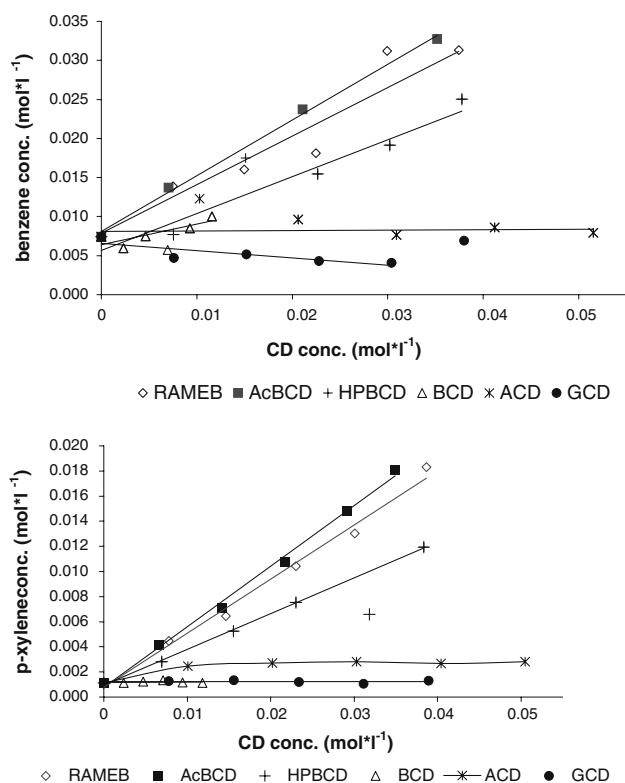 benzene conc. (mol*l⁻¹)
0.035
0.030
0.025
0.020
0.015
0.010
0.005
0.000
0 0.01 0.02 0.03 0.04 0.05
CD conc. (mol*l⁻¹)
RAMEB AcBCD HPBCD BCD ACD GCD
p-xyleneconc. (mol*l⁻¹)
0.020
0.018
0.016
0.014
0.012
0.010
0.008
0.006
0.004
0.002
0.000
0 0.01 0.02 0.03 0.04 0.05
CD conc. (mol*l⁻¹)
RAMEB AcBCD HPBCD BCD ACD GCD